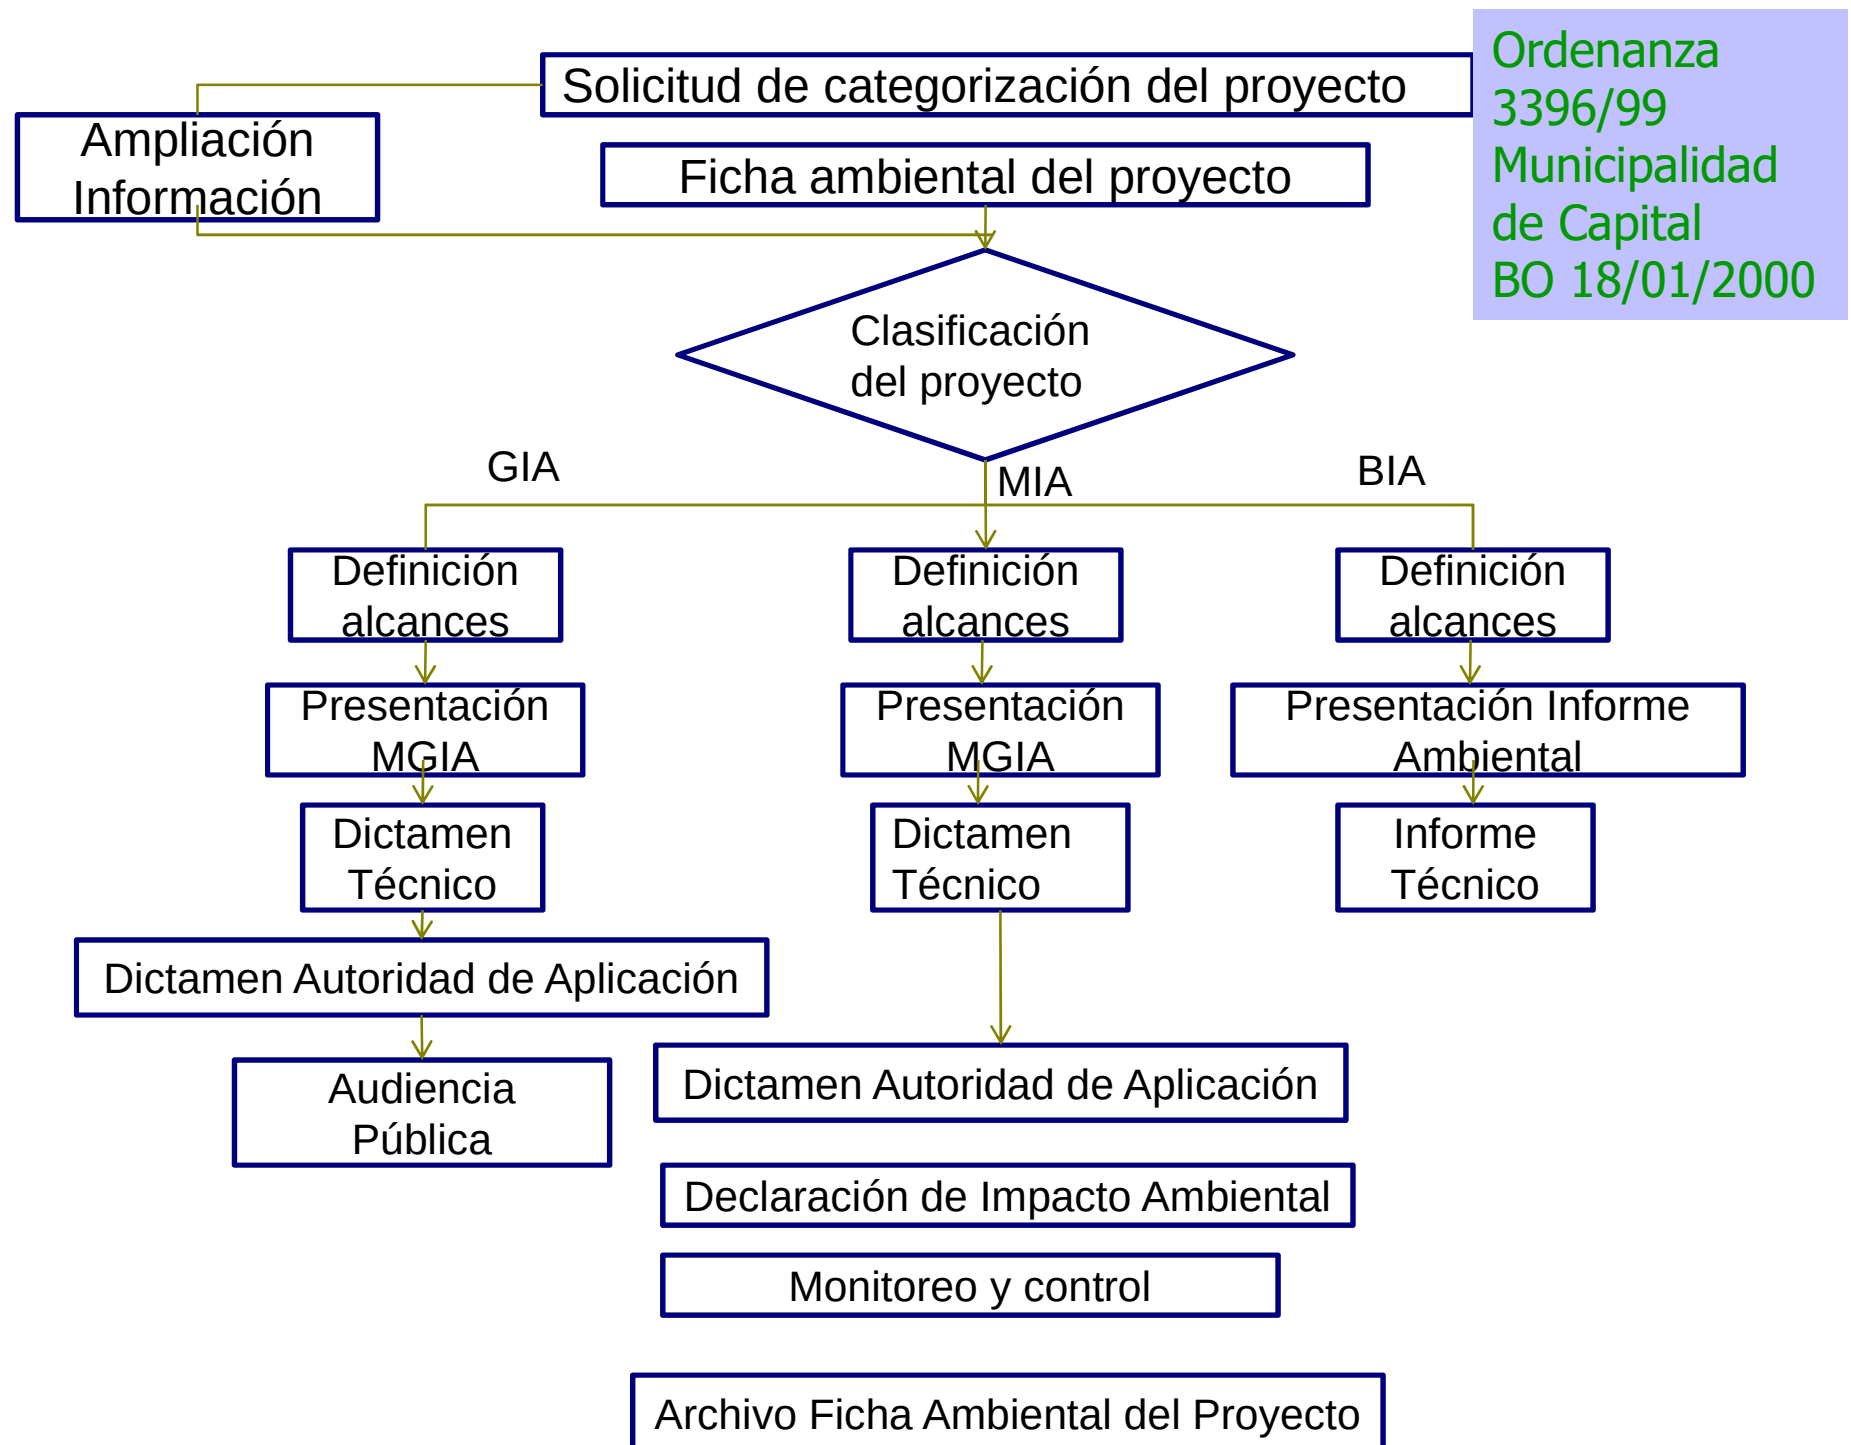 Solicitud de categorización del proyecto
Ordenanza
3396/99
Municipalidad
de Capital
BO 18/01/2000
Ampliación
Información
Ficha ambiental del proyecto
Clasificación
del proyecto
GIA
MIA
BIA
Definición
alcances
Definición
alcances
Definición
alcances
Presentación
MGIA
Presentación
MGIA
Presentación Informe
Ambiental
Dictamen
Técnico
Dictamen
Técnico
Informe
Técnico
Dictamen Autoridad de Aplicación
Audiencia
Pública
Dictamen Autoridad de Aplicación
Declaración de Impacto Ambiental
Monitoreo y control
Archivo Ficha Ambiental del Proyecto